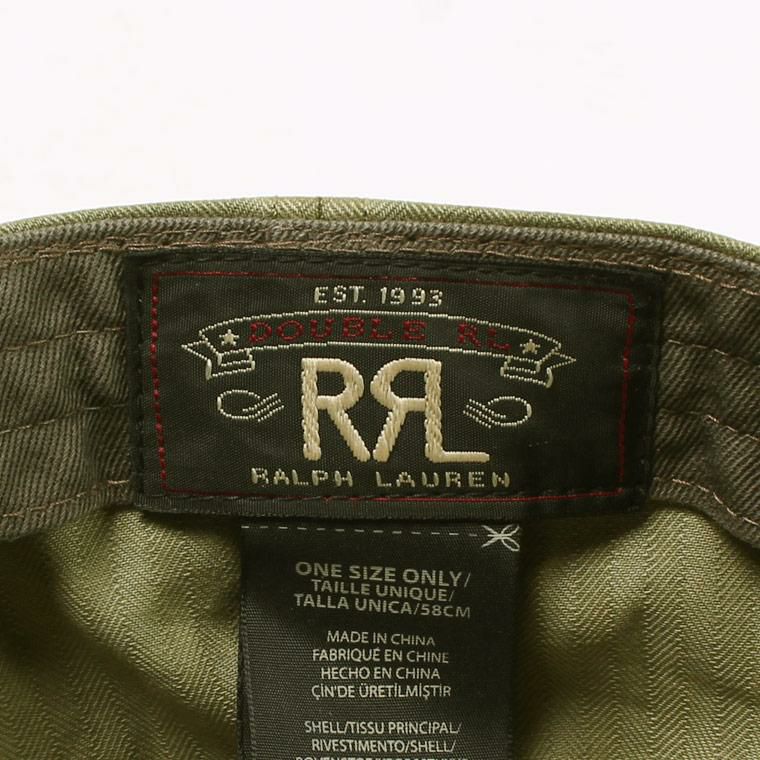 EST. 1993
DOUBLE RL
RRL
RALPH LAUREN
ONE SIZE ONLY/
TAILLE UNIQUE/
TALLA UNICA/58CM
MADE IN CHINA
FABRIQUÉ EN CHINE
HECHO EN CHINA
ÇIN'DE ÜRETİLMİŞTİR
SHELL/TISSU PRINCIPAL/
RIVESTIMENTO/SHELL/